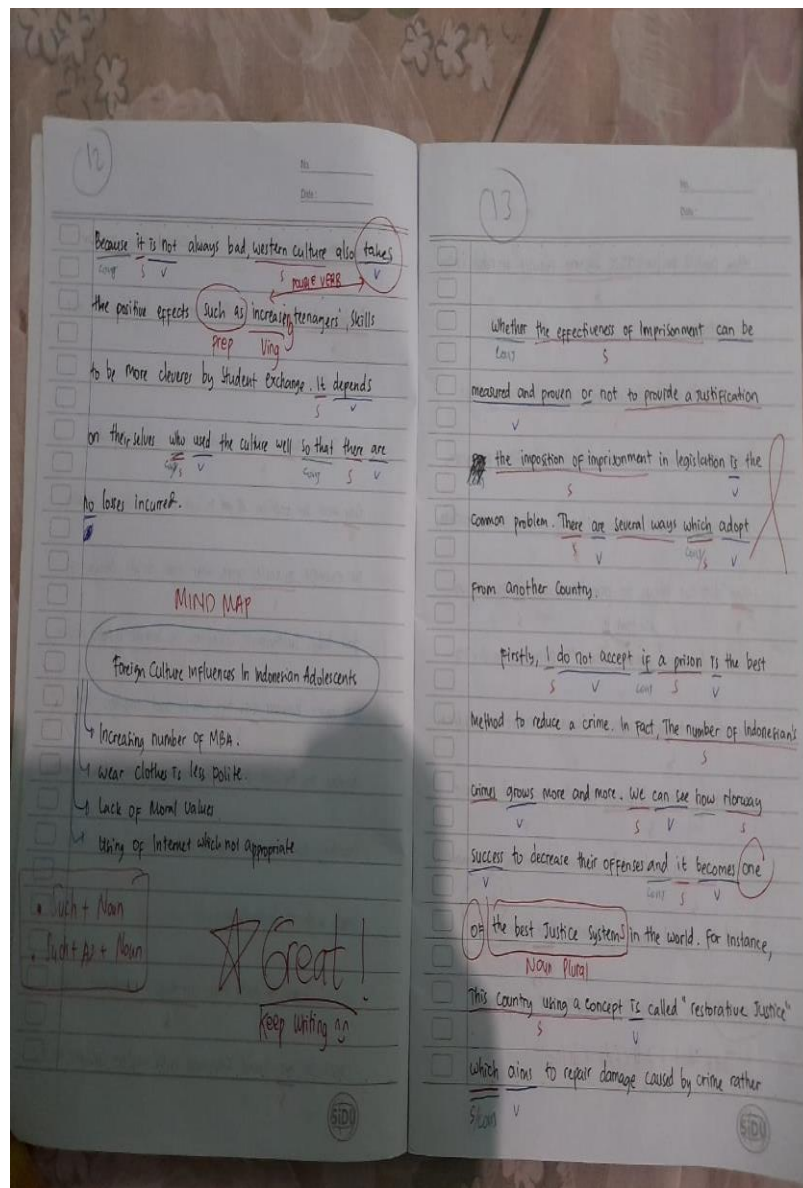 12
No.
Date:
Because it is not always bad, western culture also takes
conj S V S V
DOUBLE VERB
the positive effects such as increasing teenagers', skills
Prep Ving
to be more cleverer by student exchange. It depends
S V
on their selves who used the culture well so that there are
conj/S V conj S V
no losses incurred.
MIND MAP
Foreign Culture Influences In Indonesian Adolescents
Increasing number of MBA.
wear clothes is less polite.
Lack of Moral Values
Using of Internet which not appropriate
• Such + Noun
• Such + As + Noun
Great!
keep writing ^^
SiDU
13
No.
Date:
whether the effectiveness of Imprisonment can be
conj S
measured and proven or not to provide a Justification
V
the impostion of imprisonment in legislation is the
S V
common problem. There are several ways which adopt
S V conj/S V
from another country.
Firstly, I do not accept if a prison is the best
S V conj S V
method to reduce a crime. In fact, The number of Indonesian's
S
crimes grows more and more. We can see how Norway
V S V S
success to decrease their offenses and it becomes one
V conj S V
of the best Justice systems in the world. For instance,
Noun Plural
This country using a concept is called "restorative Justice"
S V
which aims to repair damage caused by crime rather
S/conj V
SiDU